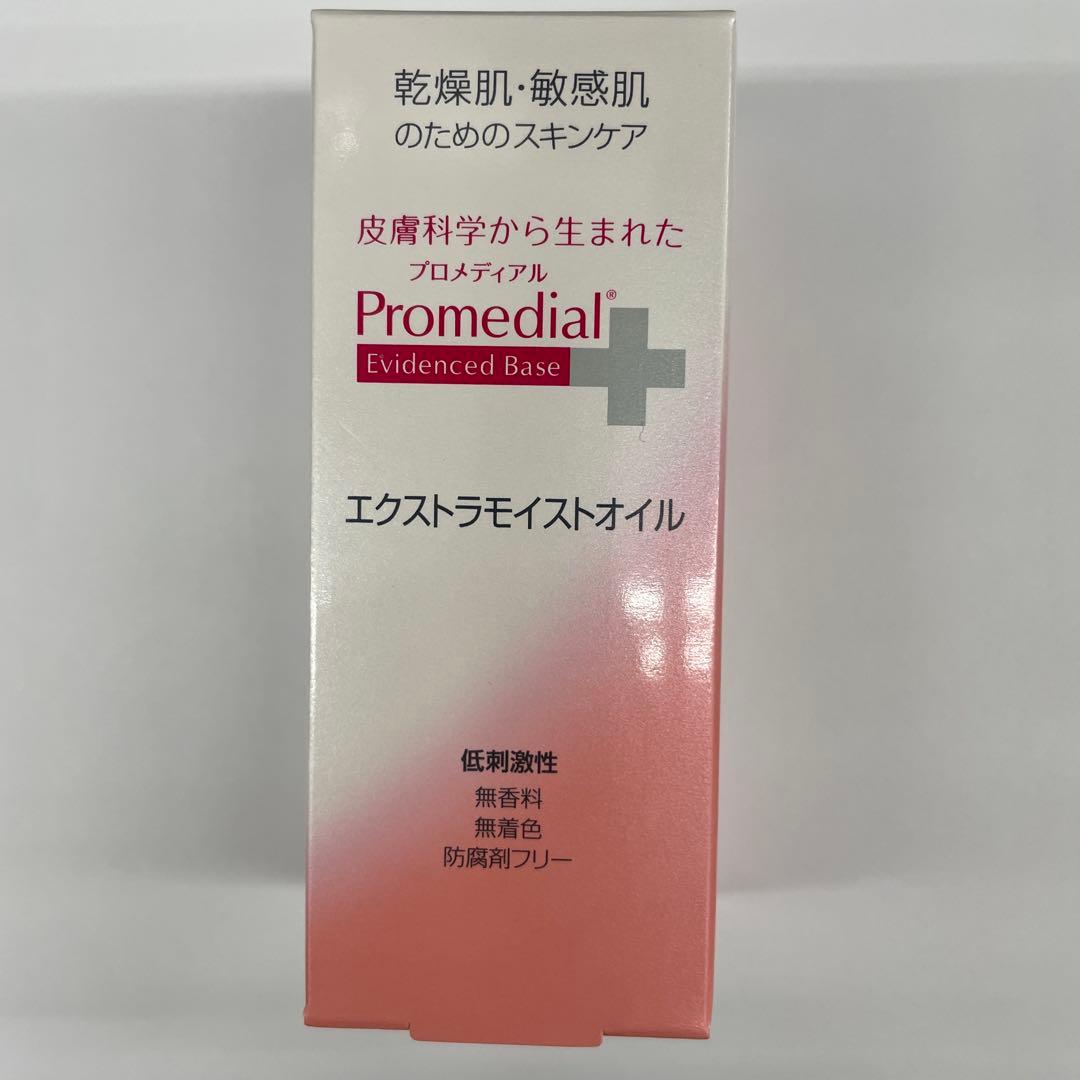 乾燥肌・敏感肌
のためのスキンケア
皮膚科学から生まれた
プロメディアル
Promedial®
Evidenced Base
エクストラモイストオイル
低刺激性
無香料
無着色
防腐剤フリー